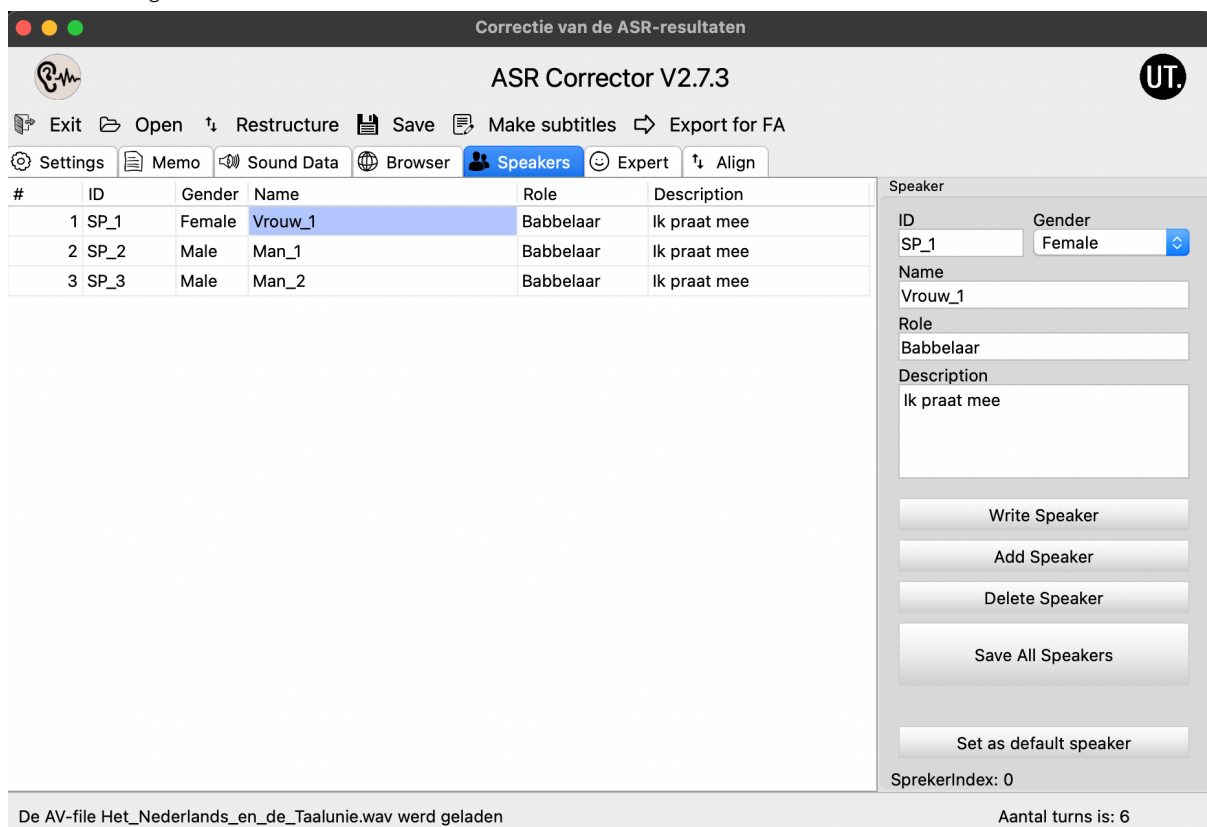 Correctie van de ASR-resultaten
ASR Corrector V2.7.3
UT.
Exit Open Restructure Save Make subtitles Export for FA
Settings Memo Sound Data Browser Speakers Expert Align
# ID Gender Name Role Description
1 SP_1 Female Vrouw_1 Babbelaar Ik praat mee
2 SP_2 Male Man_1 Babbelaar Ik praat mee
3 SP_3 Male Man_2 Babbelaar Ik praat mee
Speaker
ID Gender
SP_1 Female
Name
Vrouw_1
Role
Babbelaar
Description
Ik praat mee
Write Speaker
Add Speaker
Delete Speaker
Save All Speakers
Set as default speaker
SprekerIndex: 0
De AV-file Het_Nederlands_en_de_Taalunie.wav werd geladen
Aantal turns is: 6